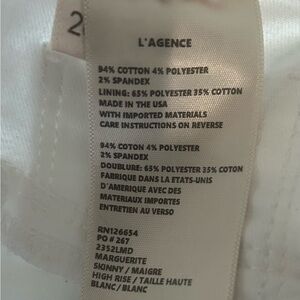 2
L'AGENCE
94% COTTON 4% POLYESTER
2% SPANDEX
LINING: 65% POLYESTER 35% COTTON
MADE IN THE USA
WITH IMPORTED MATERIALS
CARE INSTRUCTIONS ON REVERSE
94% COTON 4% POLYESTER
2% SPANDEX
DOUBLURE: 65% POLYESTER 35% COTON
FABRIQUE DANS LA ETATS-UNIS
D'AMERIQUE AVEC DES
MATERIAUX IMPORTES
ENTRETIEN AU VERSO
RN126654
PO # 267
2352LMD
MARGUERITE
SKINNY / MAIGRE
HIGH RISE / TAILLE HAUTE
BLANC / BLANC